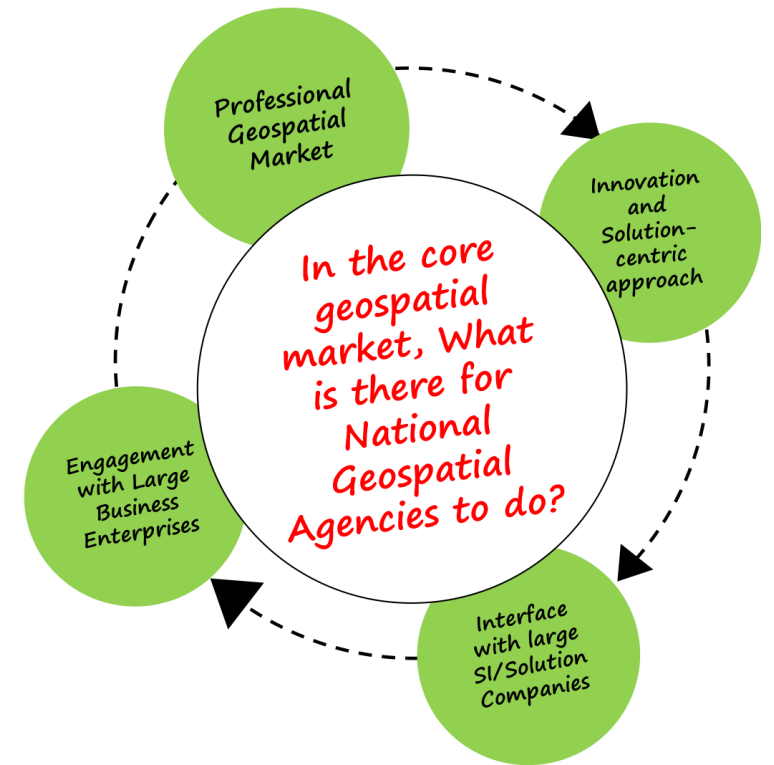 Professional
Geospatial
Market
Innovation
and
Solution-
centric
approach
In the core
geospatial
market, What
is there for
National
Geospatial
Agencies to do?
Engagement
with Large
Business
Enterprises
Interface
with large
SI/Solution
Companies